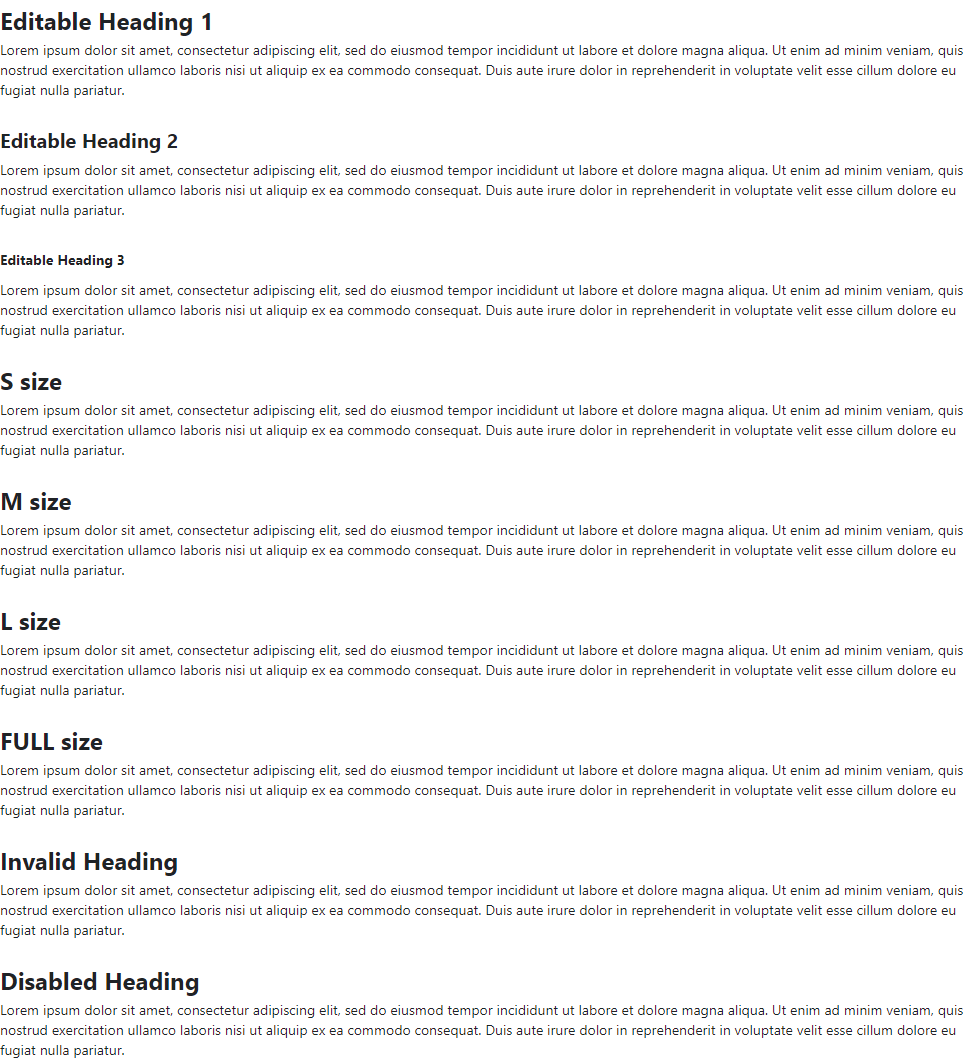 Editable Heading 1
Lorem ipsum dolor sit amet, consectetur adipiscing elit, sed do eiusmod tempor incididunt ut labore et dolore magna aliqua. Ut enim ad minim veniam, quis
nostrud exercitation ullamco laboris nisi ut aliquip ex ea commodo consequat. Duis aute irure dolor in reprehenderit in voluptate velit esse cillum dolore eu
fugiat nulla pariatur.
Editable Heading 2
Lorem ipsum dolor sit amet, consectetur adipiscing elit, sed do eiusmod tempor incididunt ut labore et dolore magna aliqua. Ut enim ad minim veniam, quis
nostrud exercitation ullamco laboris nisi ut aliquip ex ea commodo consequat. Duis aute irure dolor in reprehenderit in voluptate velit esse cillum dolore eu
fugiat nulla pariatur.
Editable Heading 3
Lorem ipsum dolor sit amet, consectetur adipiscing elit, sed do eiusmod tempor incididunt ut labore et dolore magna aliqua. Ut enim ad minim veniam, quis
nostrud exercitation ullamco laboris nisi ut aliquip ex ea commodo consequat. Duis aute irure dolor in reprehenderit in voluptate velit esse cillum dolore eu
fugiat nulla pariatur.
S size
Lorem ipsum dolor sit amet, consectetur adipiscing elit, sed do eiusmod tempor incididunt ut labore et dolore magna aliqua. Ut enim ad minim veniam, quis
nostrud exercitation ullamco laboris nisi ut aliquip ex ea commodo consequat. Duis aute irure dolor in reprehenderit in voluptate velit esse cillum dolore eu
fugiat nulla pariatur.
M size
Lorem ipsum dolor sit amet, consectetur adipiscing elit, sed do eiusmod tempor incididunt ut labore et dolore magna aliqua. Ut enim ad minim veniam, quis
nostrud exercitation ullamco laboris nisi ut aliquip ex ea commodo consequat. Duis aute irure dolor in reprehenderit in voluptate velit esse cillum dolore eu
fugiat nulla pariatur.
L size
Lorem ipsum dolor sit amet, consectetur adipiscing elit, sed do eiusmod tempor incididunt ut labore et dolore magna aliqua. Ut enim ad minim veniam, quis
nostrud exercitation ullamco laboris nisi ut aliquip ex ea commodo consequat. Duis aute irure dolor in reprehenderit in voluptate velit esse cillum dolore eu
fugiat nulla pariatur.
FULL size
Lorem ipsum dolor sit amet, consectetur adipiscing elit, sed do eiusmod tempor incididunt ut labore et dolore magna aliqua. Ut enim ad minim veniam, quis
nostrud exercitation ullamco laboris nisi ut aliquip ex ea commodo consequat. Duis aute irure dolor in reprehenderit in voluptate velit esse cillum dolore eu
fugiat nulla pariatur.
Invalid Heading
Lorem ipsum dolor sit amet, consectetur adipiscing elit, sed do eiusmod tempor incididunt ut labore et dolore magna aliqua. Ut enim ad minim veniam, quis
nostrud exercitation ullamco laboris nisi ut aliquip ex ea commodo consequat. Duis aute irure dolor in reprehenderit in voluptate velit esse cillum dolore eu
fugiat nulla pariatur.
Disabled Heading
Lorem ipsum dolor sit amet, consectetur adipiscing elit, sed do eiusmod tempor incididunt ut labore et dolore magna aliqua. Ut enim ad minim veniam, quis
nostrud exercitation ullamco laboris nisi ut aliquip ex ea commodo consequat. Duis aute irure dolor in reprehenderit in voluptate velit esse cillum dolore eu
fugiat nulla pariatur.